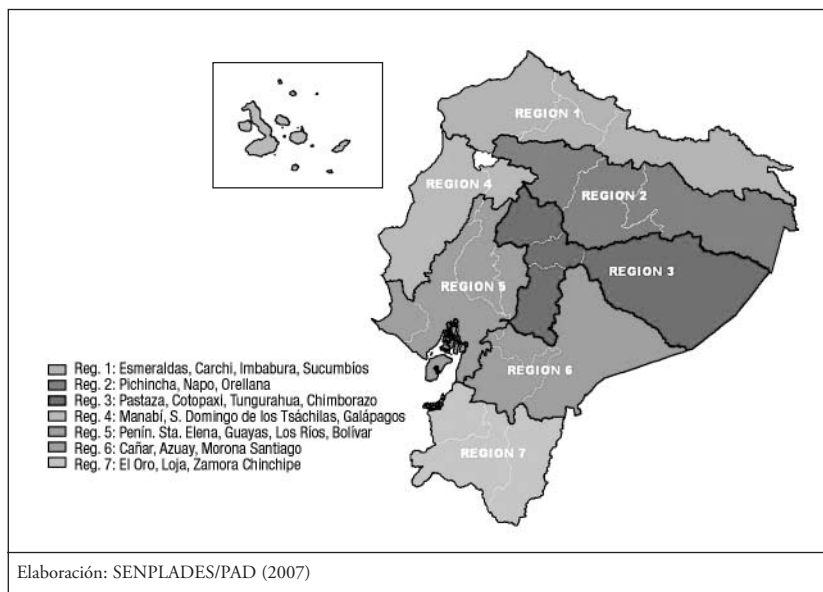 REGION 1
REGION 4
REGION 2
REGION 3
REGION 5
REGION 6
REGION 7
Reg. 1: Esmeraldas, Carchi, Imbabura, Sucumbíos
Reg. 2: Pichincha, Napo, Orellana
Reg. 3: Pastaza, Cotopaxi, Tungurahua, Chimborazo
Reg. 4: Manabí, S. Domingo de los Tsáchilas, Galápagos
Reg. 5: Penín. Sta. Elena, Guayas, Los Ríos, Bolívar
Reg. 6: Cañar, Azuay, Morona Santiago
Reg. 7: El Oro, Loja, Zamora Chinchipe
Elaboración: SENPLADES/PAD (2007)